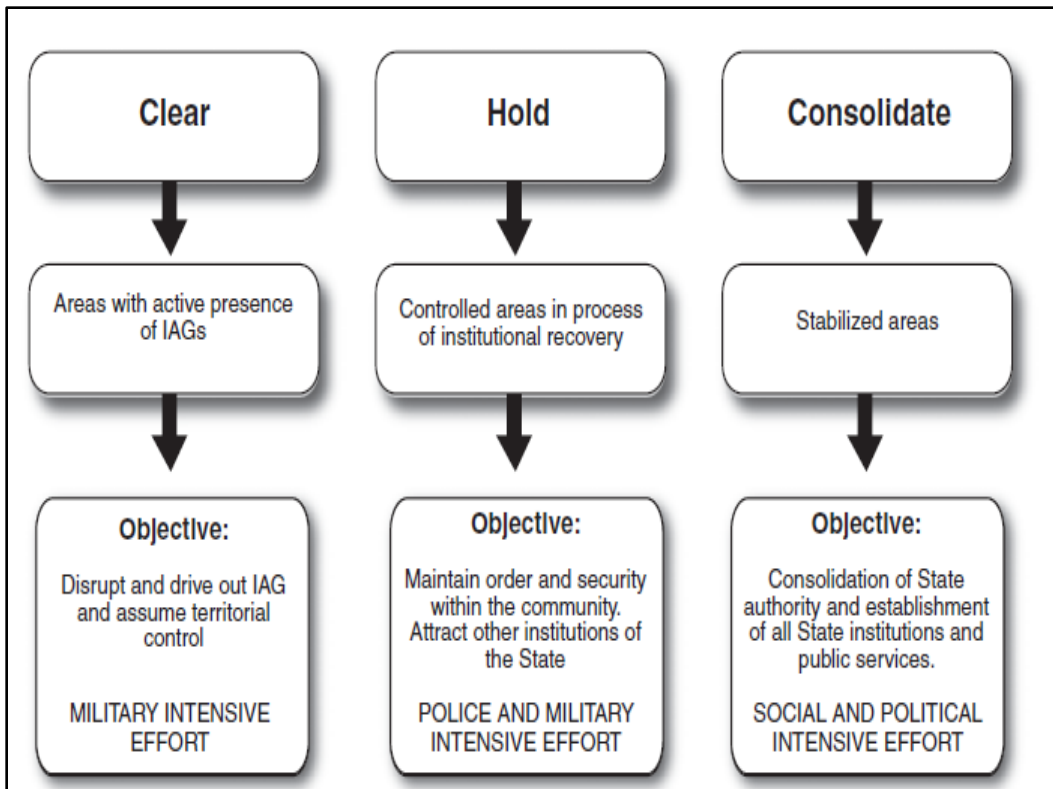 Clear
Areas with active presence
of IAGs
Objective:
Disrupt and drive out IAG
and assume territorial
control
MILITARY INTENSIVE
EFFORT
Hold
Controlled areas in process
of institutional recovery
Objective:
Maintain order and security
within the community.
Attract other institutions of
the State
POLICE AND MILITARY
INTENSIVE EFFORT
Consolidate
Stabilized areas
Objective:
Consolidation of State
authority and establishment
of all State institutions and
public services.
SOCIAL AND POLITICAL
INTENSIVE EFFORT